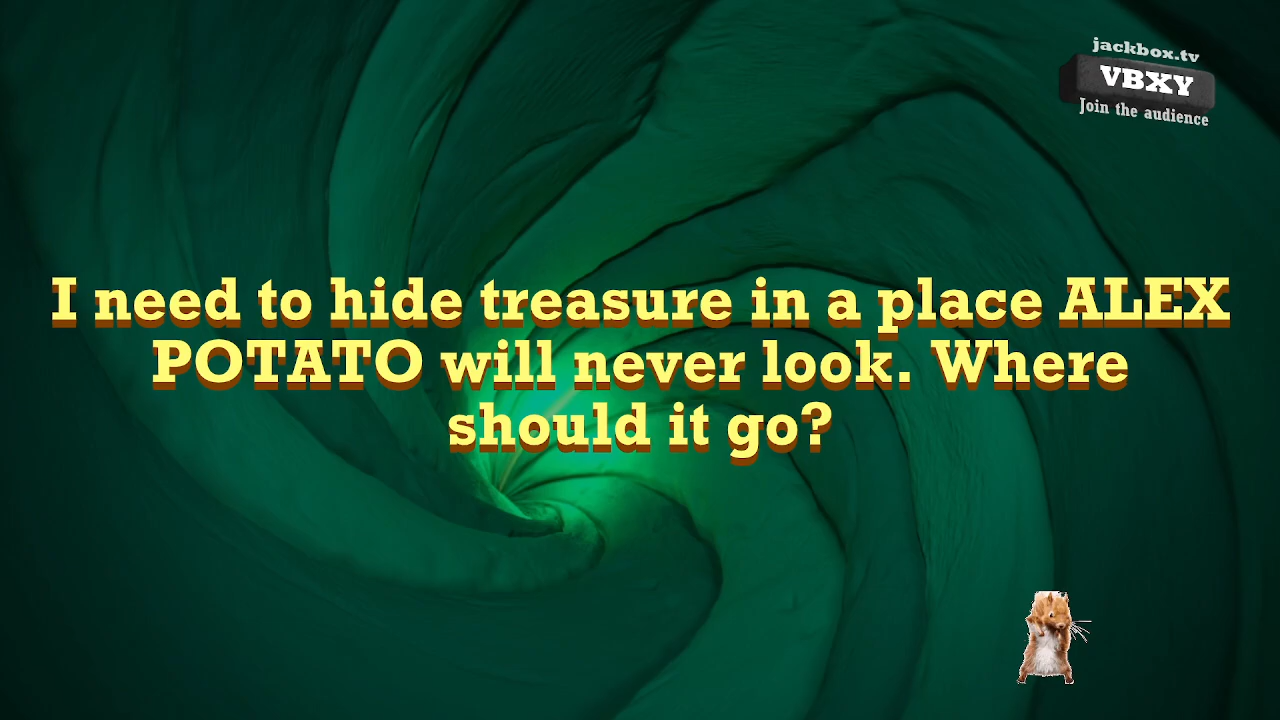 jackbox.tv
VBXY
Join the audience
I need to hide treasure in a place ALEX
POTATO will never look. Where
should it go?